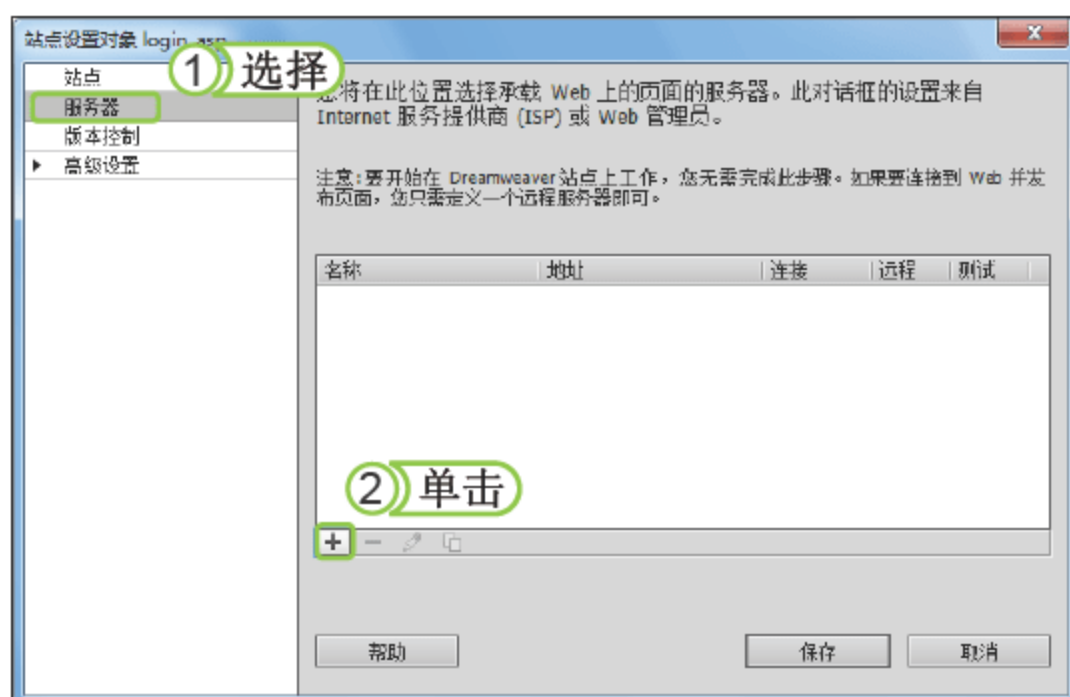 站点设置对象 login_asp
站点
① 选择
服务器
版本控制
高级设置
将在此位置选择承载 Web 上的页面的服务器。此对话框的设置来自
Internet 服务提供商 (ISP) 或 Web 管理员。
注意:要开始在 Dreamweaver 站点上工作，您无需完成此步骤。如果要连接到 Web 并发
布页面，您只需定义一个远程服务器即可。
名称 地址 连接 远程 测试
② 单击
帮助 保存 取消